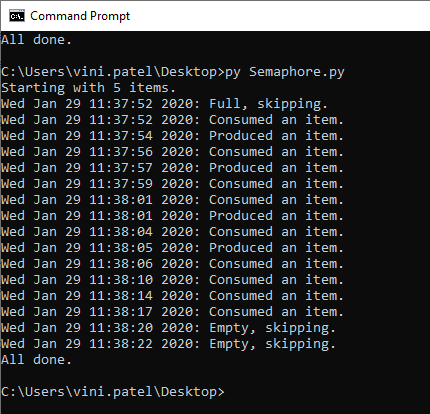 Command Prompt
All done.
C:\Users\vini.patel\Desktop>py Semaphore.py
Starting with 5 items.
Wed Jan 29 11:37:52 2020: Full, skipping.
Wed Jan 29 11:37:52 2020: Consumed an item.
Wed Jan 29 11:37:54 2020: Produced an item.
Wed Jan 29 11:37:56 2020: Consumed an item.
Wed Jan 29 11:37:57 2020: Produced an item.
Wed Jan 29 11:37:59 2020: Consumed an item.
Wed Jan 29 11:38:01 2020: Consumed an item.
Wed Jan 29 11:38:01 2020: Produced an item.
Wed Jan 29 11:38:04 2020: Consumed an item.
Wed Jan 29 11:38:05 2020: Produced an item.
Wed Jan 29 11:38:06 2020: Consumed an item.
Wed Jan 29 11:38:10 2020: Consumed an item.
Wed Jan 29 11:38:14 2020: Consumed an item.
Wed Jan 29 11:38:17 2020: Consumed an item.
Wed Jan 29 11:38:20 2020: Empty, skipping.
Wed Jan 29 11:38:22 2020: Empty, skipping.
All done.
C:\Users\vini.patel\Desktop>